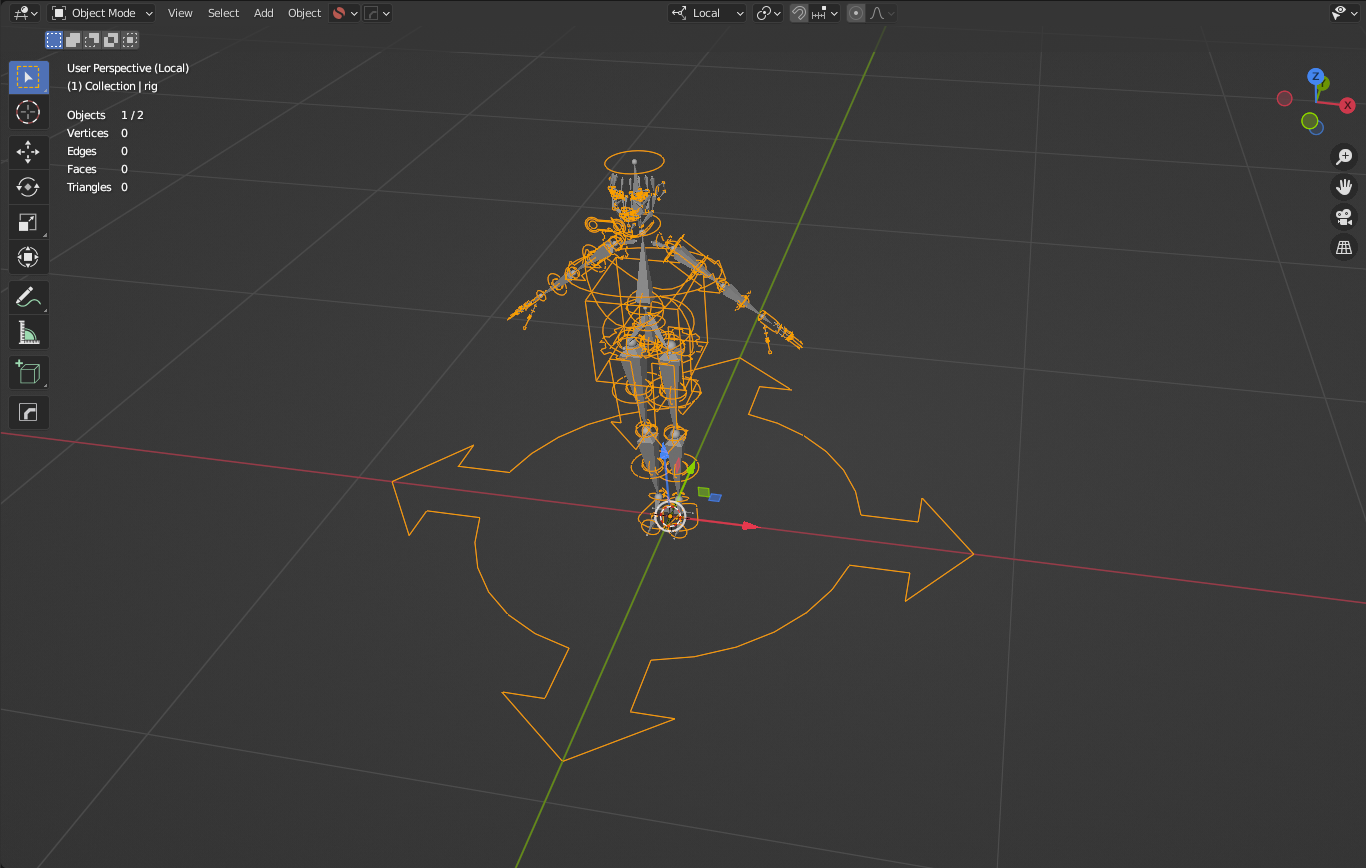 Object Mode View Select Add Object Local
User Perspective (Local)
(1) Collection | rig
Objects 1 / 2
Vertices 0
Edges 0
Faces 0
Triangles 0
Z
X